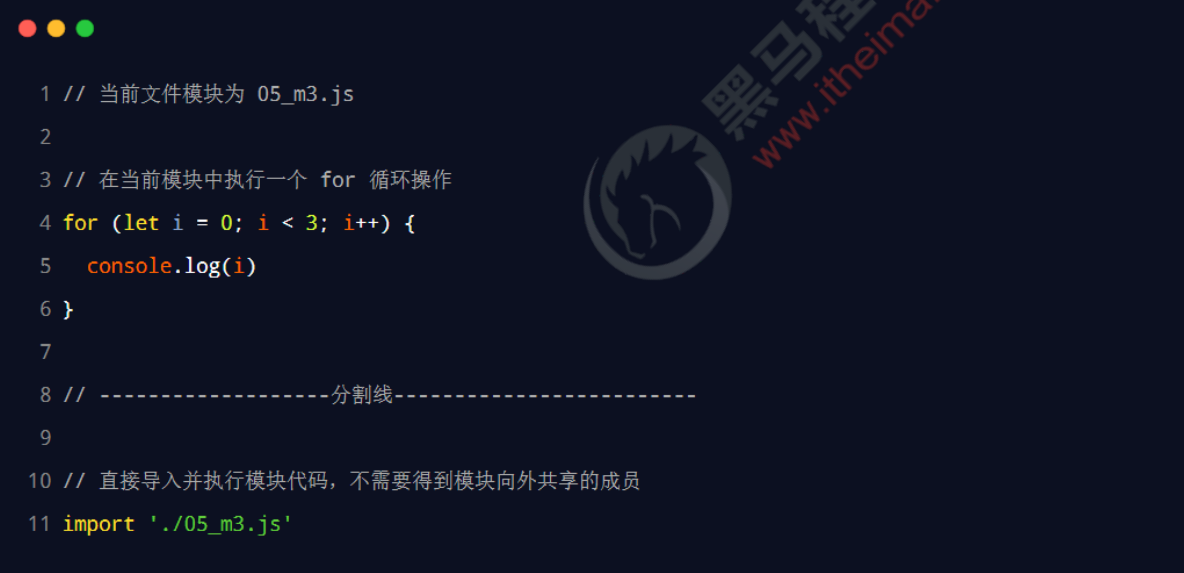 1 // 当前文件模块为 05_m3.js
2
3 // 在当前模块中执行一个 for 循环操作
4 for (let i = 0; i < 3; i++) {
5   console.log(i)
6 }
7
8 // -------------------分割线-------------------------
9
10 // 直接导入并执行模块代码，不需要得到模块向外共享的成员
11 import './05_m3.js'
黑马程
www.itheima